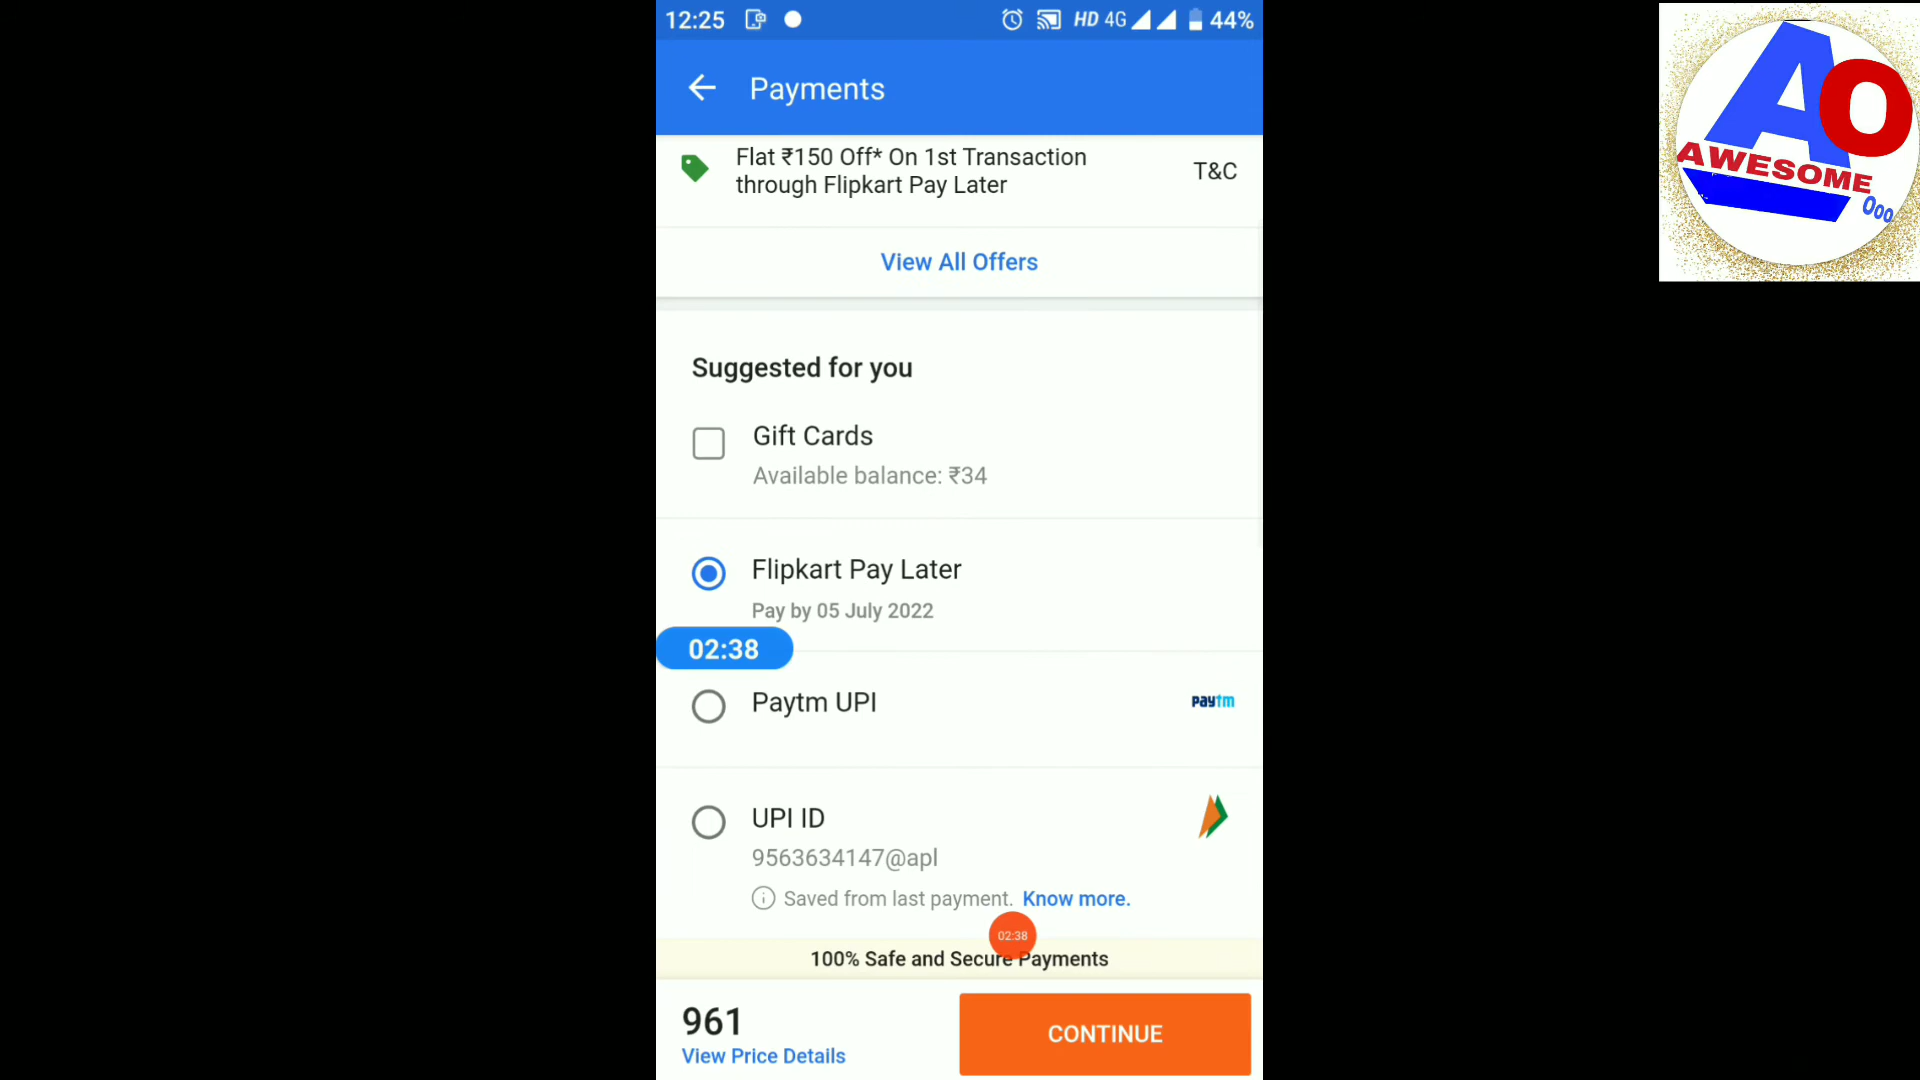 12:25
HD 4G 44%
Payments
Flat ₹150 Off* On 1st Transaction
through Flipkart Pay Later
T&C
View All Offers
Suggested for you
Gift Cards
Available balance: ₹34
Flipkart Pay Later
Pay by 05 July 2022
02:38
Paytm UPI
paytm
UPI ID
9563634147@apl
Saved from last payment. Know more.
02:38
100% Safe and Secure Payments
961
View Price Details
CONTINUE
AO
AWESOME
Ooo